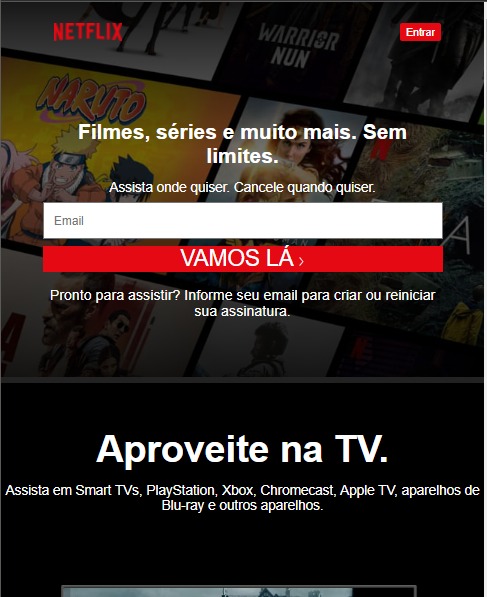 NETFLIX
Entrar
WARRIOR
NUN
NARUTO
Filmes, séries e muito mais. Sem
limites.
Assista onde quiser. Cancele quando quiser.
Email
VAMOS LÁ ›
Pronto para assistir? Informe seu email para criar ou reiniciar
sua assinatura.
Aproveite na TV.
Assista em Smart TVs, PlayStation, Xbox, Chromecast, Apple TV, aparelhos de
Blu-ray e outros aparelhos.